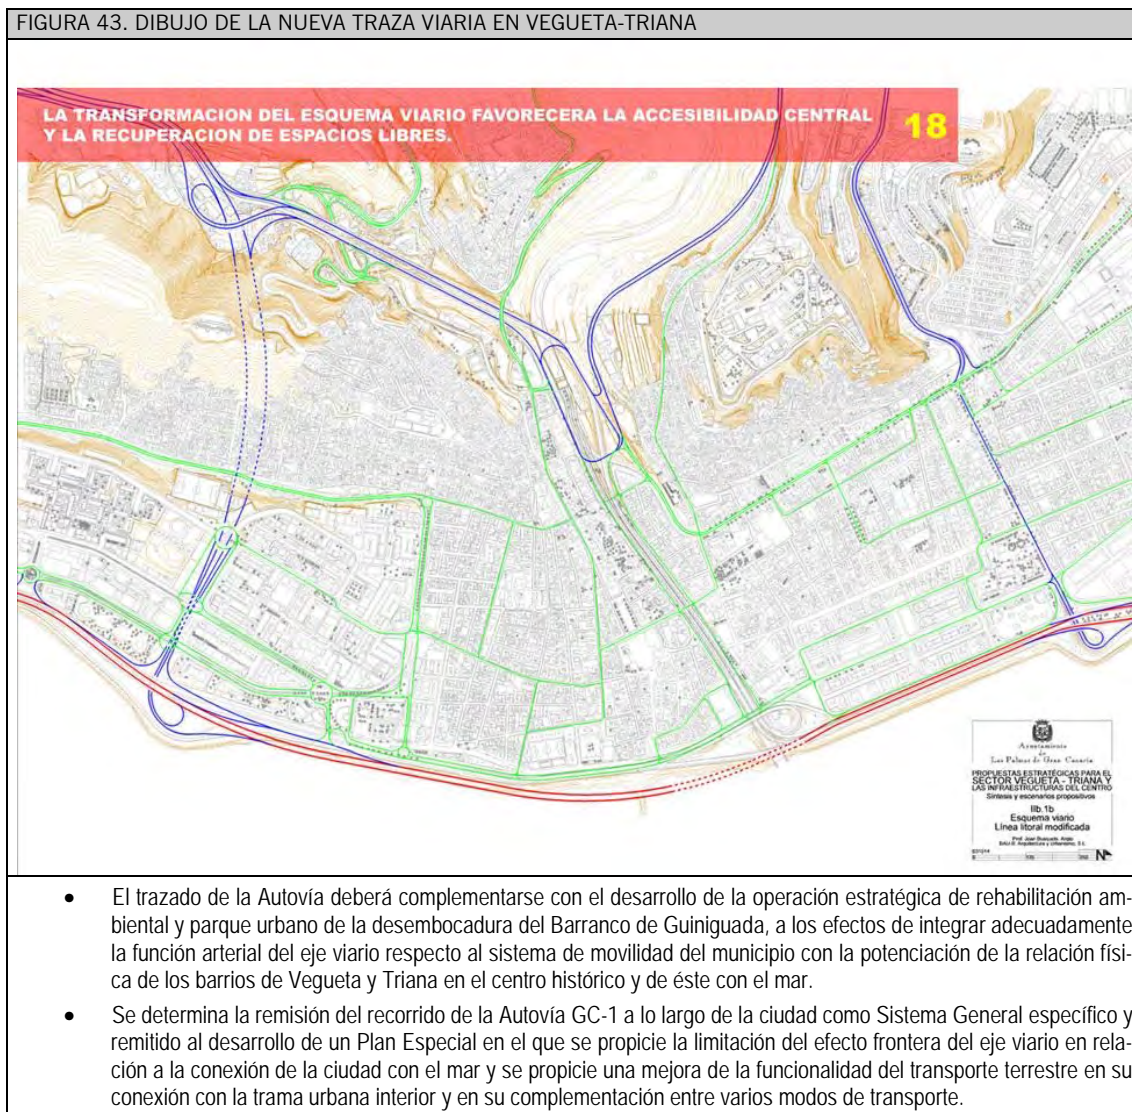 FIGURA 43. DIBUJO DE LA NUEVA TRAZA VIARIA EN VEGUETA-TRIANA
LA TRANSFORMACION DEL ESQUEMA VIARIO FAVORECERA LA ACCESIBILIDAD CENTRAL
Y LA RECUPERACION DE ESPACIOS LIBRES.
18
Ayuntamiento
de
Las Palmas de Gran Canaria
PROPUESTAS ESTRATÉGICAS PARA EL
SECTOR VEGUETA - TRIANA Y
LAS INFRAESTRUCTURAS DEL CENTRO
Síntesis y escenarios propositivos
IIb.1b
Esquema viario
Línea litoral modificada
N
• El trazado de la Autovía deberá complementarse con el desarrollo de la operación estratégica de rehabilitación am-
biental y parque urbano de la desembocadura del Barranco de Guiniguada, a los efectos de integrar adecuadamente
la función arterial del eje viario respecto al sistema de movilidad del municipio con la potenciación de la relación físi-
ca de los barrios de Vegueta y Triana en el centro histórico y de éste con el mar.
• Se determina la remisión del recorrido de la Autovía GC-1 a lo largo de la ciudad como Sistema General específico y
remitido al desarrollo de un Plan Especial en el que se propicie la limitación del efecto frontera del eje viario en rela-
ción a la conexión de la ciudad con el mar y se propicie una mejora de la funcionalidad del transporte terrestre en su
conexión con la trama urbana interior y en su complementación entre varios modos de transporte.